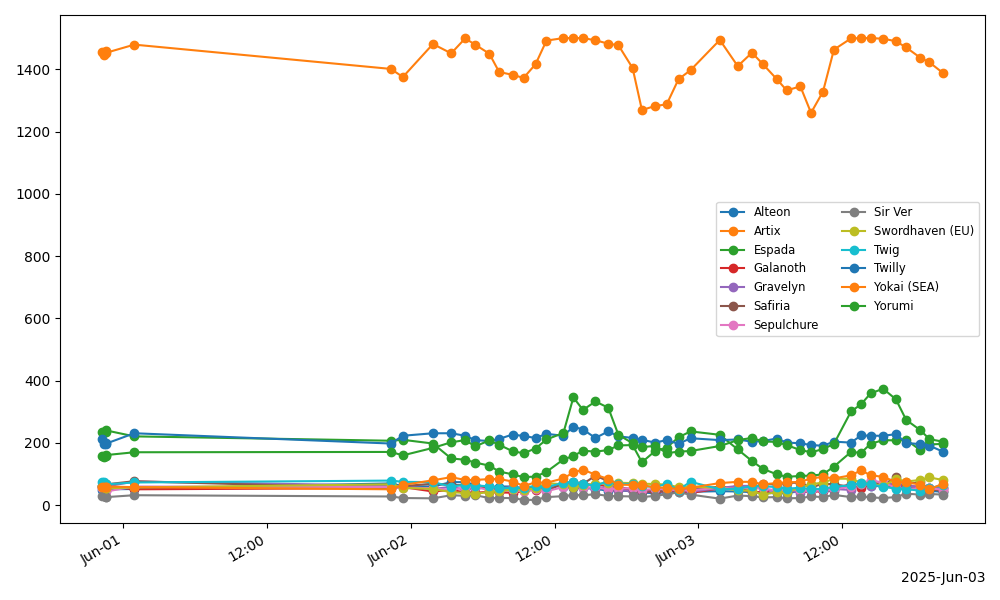 1400
1200
1000
800
600
400
200
0
Alteon
Artix
Espada
Galanoth
Gravelyn
Safiria
Sepulchure
Sir Ver
Swordhaven (EU)
Twig
Twilly
Yokai (SEA)
Yorumi
Jun-01
12:00
Jun-02
12:00
Jun-03
12:00
2025-Jun-03